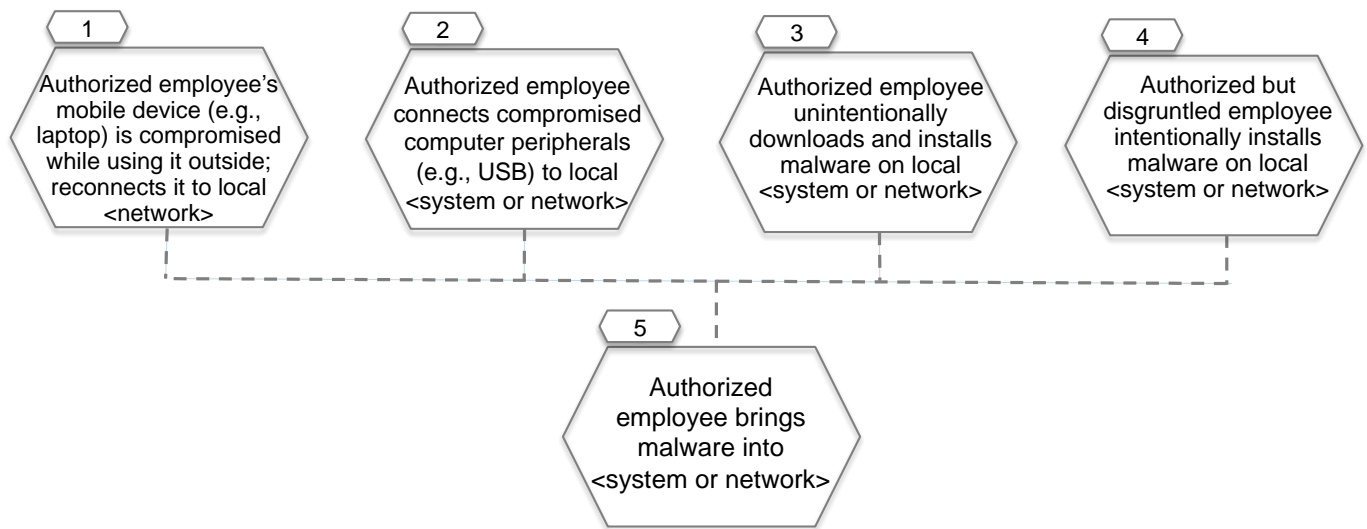 1
Authorized employee’s
mobile device (e.g.,
laptop) is compromised
while using it outside;
reconnects it to local
<network>
2
Authorized employee
connects compromised
computer peripherals
(e.g., USB) to local
<system or network>
3
Authorized employee
unintentionally
downloads and installs
malware on local
<system or network>
4
Authorized but
disgruntled employee
intentionally installs
malware on local
<system or network>
5
Authorized
employee brings
malware into
<system or network>